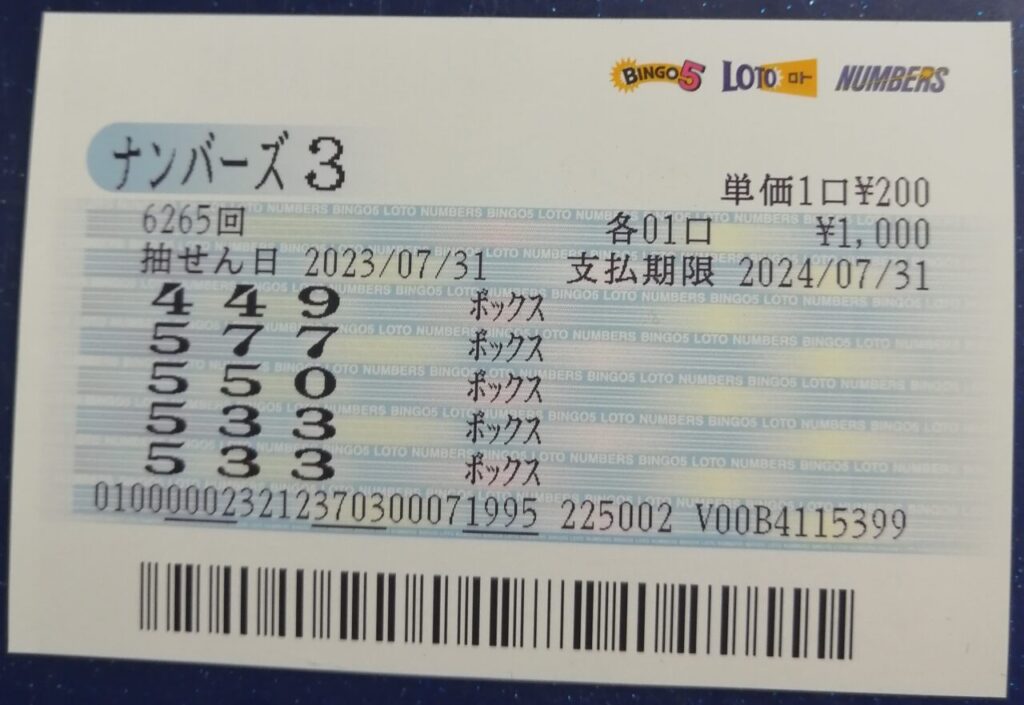 BINGO5 LOTO ロト NUMBERS
ナンバーズ3
単価1口¥200
6265回 各01口 ¥1,000
抽せん日 2023/07/31 支払期限 2024/07/31
4 4 9 ボックス
5 7 7 ボックス
5 5 0 ボックス
5 3 3 ボックス
5 3 3 ボックス
010000023212370300071995 225002 V00B4115399